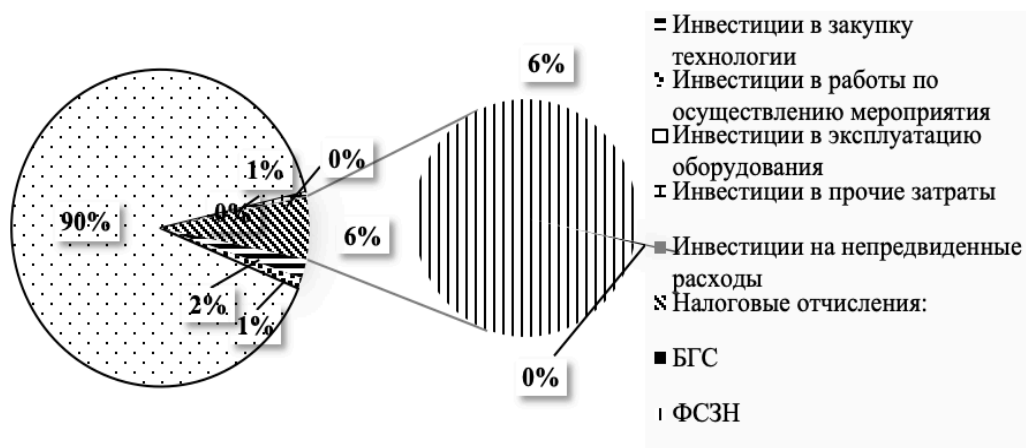 90%
1%
0%
0%
6%
2%
1%
6%
0%
Инвестиции в закупку
технологии
Инвестиции в работы по
осуществлению мероприятия
Инвестиции в эксплуатацию
оборудования
Инвестиции в прочие затраты
Инвестиции на непредвиденные
расходы
Налоговые отчисления:
БГС
ФСЗН